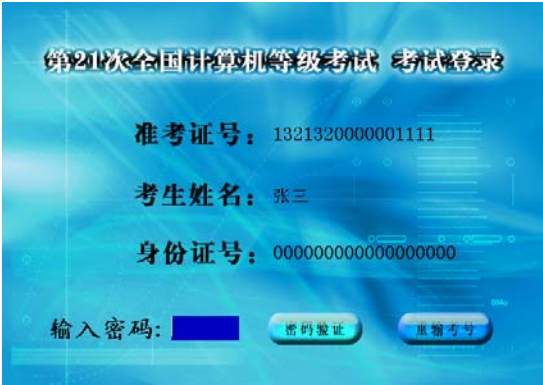 第21次全国计算机等级考试 考试登录
准考证号：1321320000001111
考生姓名：张三
身份证号：000000000000000000
输入密码: 密码验证 重输考号